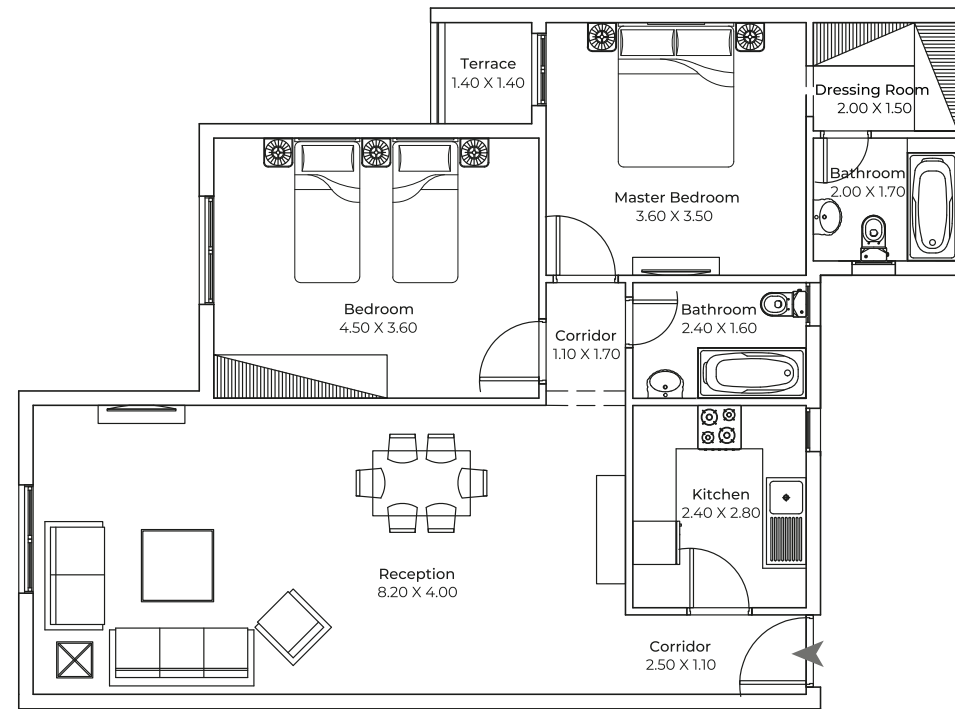 Terrace
1.40 X 1.40
Dressing Room
2.00 X 1.50
Bathroom
2.00 X 1.70
Master Bedroom
3.60 X 3.50
Bedroom
4.50 X 3.60
Bathroom
2.40 X 1.60
Corridor
1.10 X 1.70
Kitchen
2.40 X 2.80
Reception
8.20 X 4.00
Corridor
2.50 X 1.10